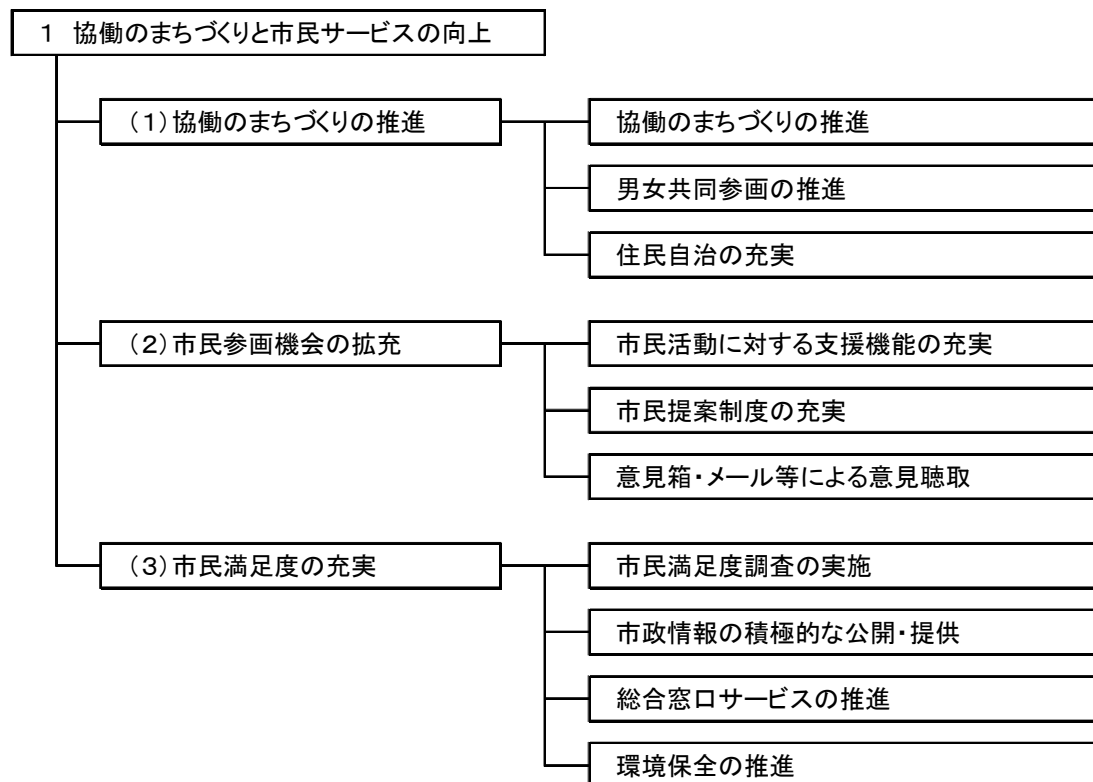 １　協働のまちづくりと市民サービスの向上
（１）協働のまちづくりの推進
協働のまちづくりの推進
男女共同参画の推進
住民自治の充実
（２）市民参画機会の拡充
市民活動に対する支援機能の充実
市民提案制度の充実
意見箱・メール等による意見聴取
（３）市民満足度の充実
市民満足度調査の実施
市政情報の積極的な公開・提供
総合窓口サービスの推進
環境保全の推進